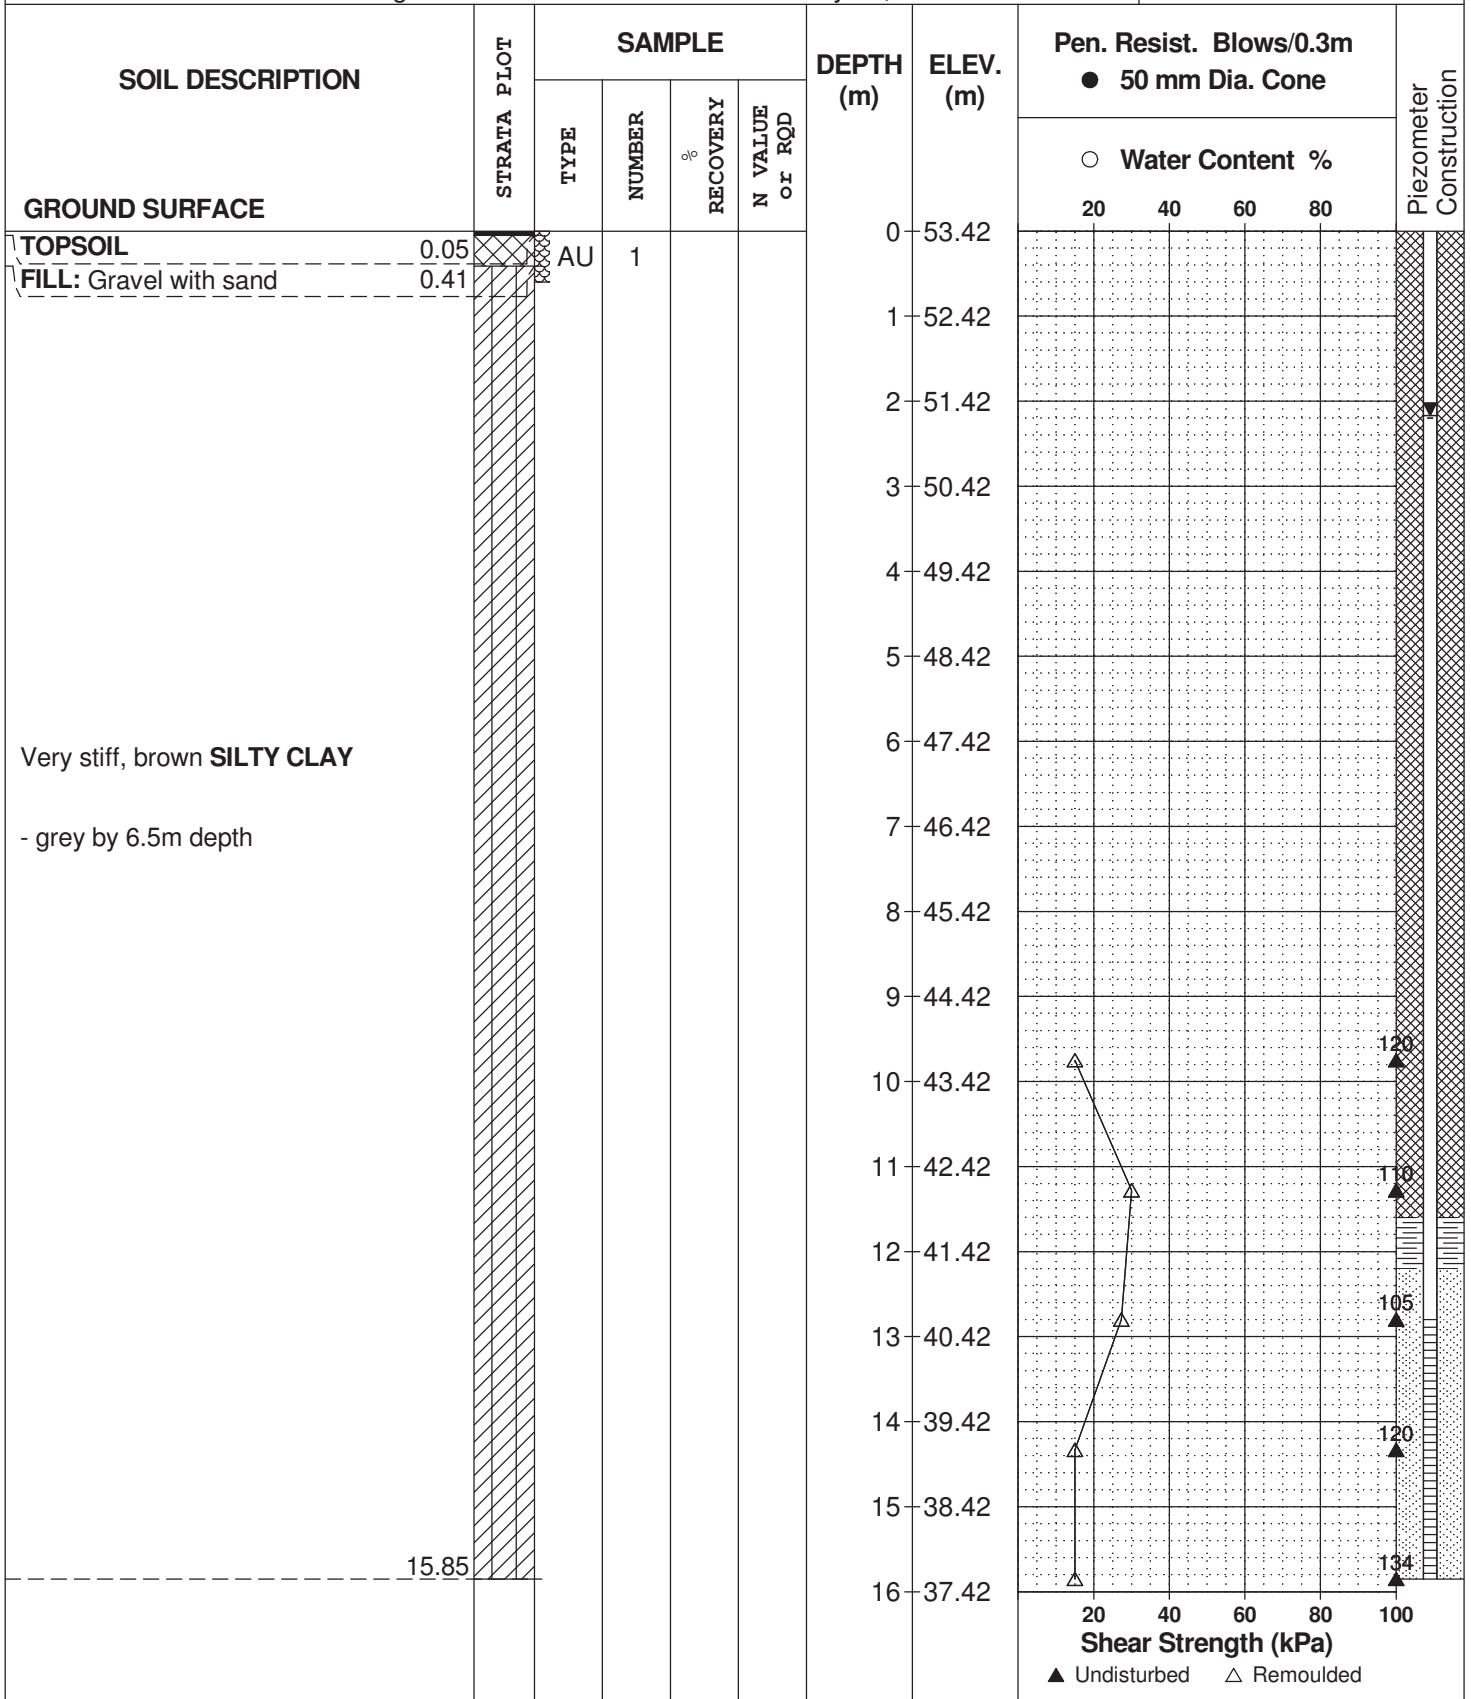 SOIL DESCRIPTION
GROUND SURFACE
STRATA PLOT
SAMPLE
TYPE
NUMBER
%
RECOVERY
N VALUE
or RQD
DEPTH
(m)
ELEV.
(m)
Pen. Resist. Blows/0.3m
● 50 mm Dia. Cone
○ Water Content %
20 40 60 80
Piezometer
Construction
TOPSOIL 0.05
FILL: Gravel with sand 0.41
AU 1
Very stiff, brown SILTY CLAY
- grey by 6.5m depth
15.85
0 53.42
1 52.42
2 51.42
3 50.42
4 49.42
5 48.42
6 47.42
7 46.42
8 45.42
9 44.42
10 43.42
11 42.42
12 41.42
13 40.42
14 39.42
15 38.42
16 37.42
120
110
105
120
134
20 40 60 80 100
Shear Strength (kPa)
▲ Undisturbed △ Remoulded